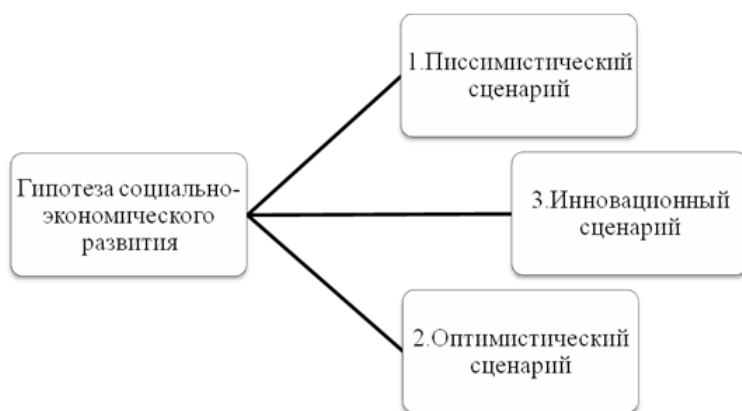 Гипотеза социально-
экономического
развития
1.Писсимистический
сценарий
3.Инновационный
сценарий
2.Оптимистический
сценарий